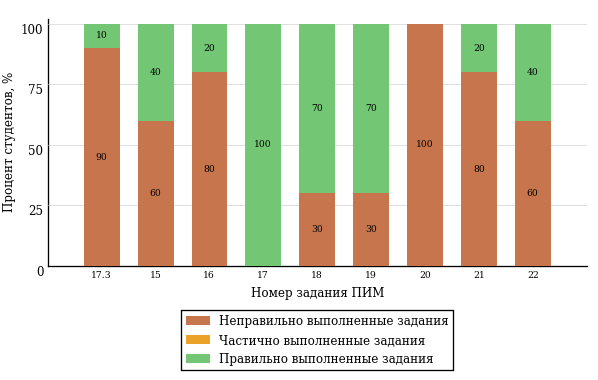 Процент студентов, %
100
75
50
25
0
10 40 20 100 70 70 100 20 40
90 60 80 30 30 80 60
17.3 15 16 17 18 19 20 21 22
Номер задания ПИМ
Неправильно выполненные задания
Частично выполненные задания
Правильно выполненные задания